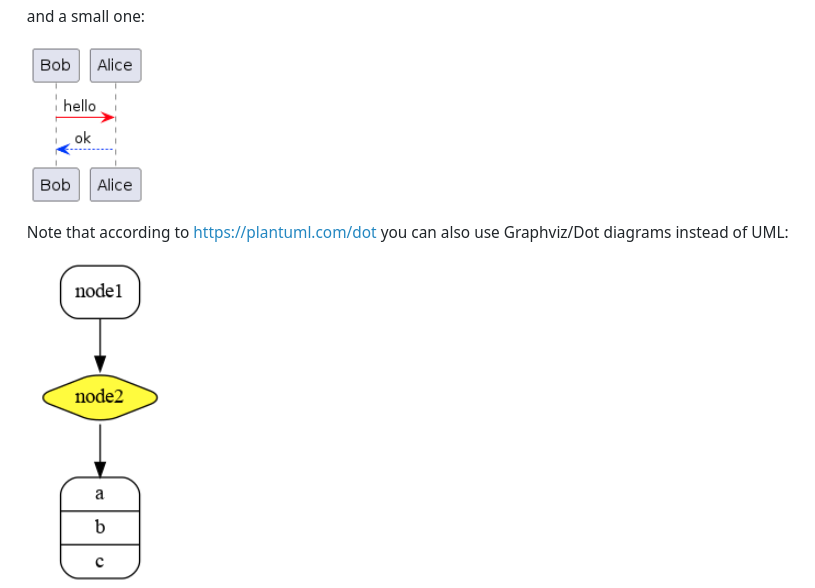 and a small one:
Bob Alice
hello
ok
Bob Alice
Note that according to https://plantuml.com/dot you can also use Graphviz/Dot diagrams instead of UML:
node1
node2
a
b
c